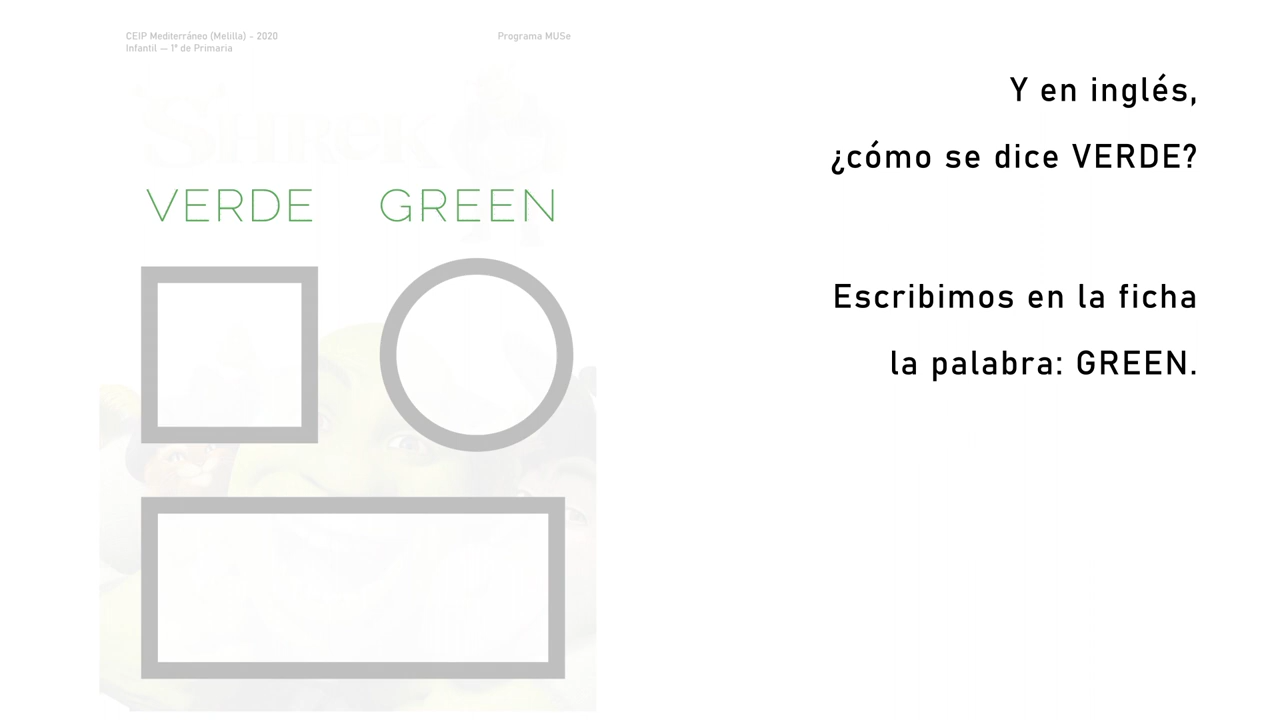 CEIP Mediterráneo (Melilla) - 2020
Infantil — 1º de Primaria
Programa MUSe
SHREK
VERDE GREEN
Y en inglés,
¿cómo se dice VERDE?
Escribimos en la ficha
la palabra: GREEN.